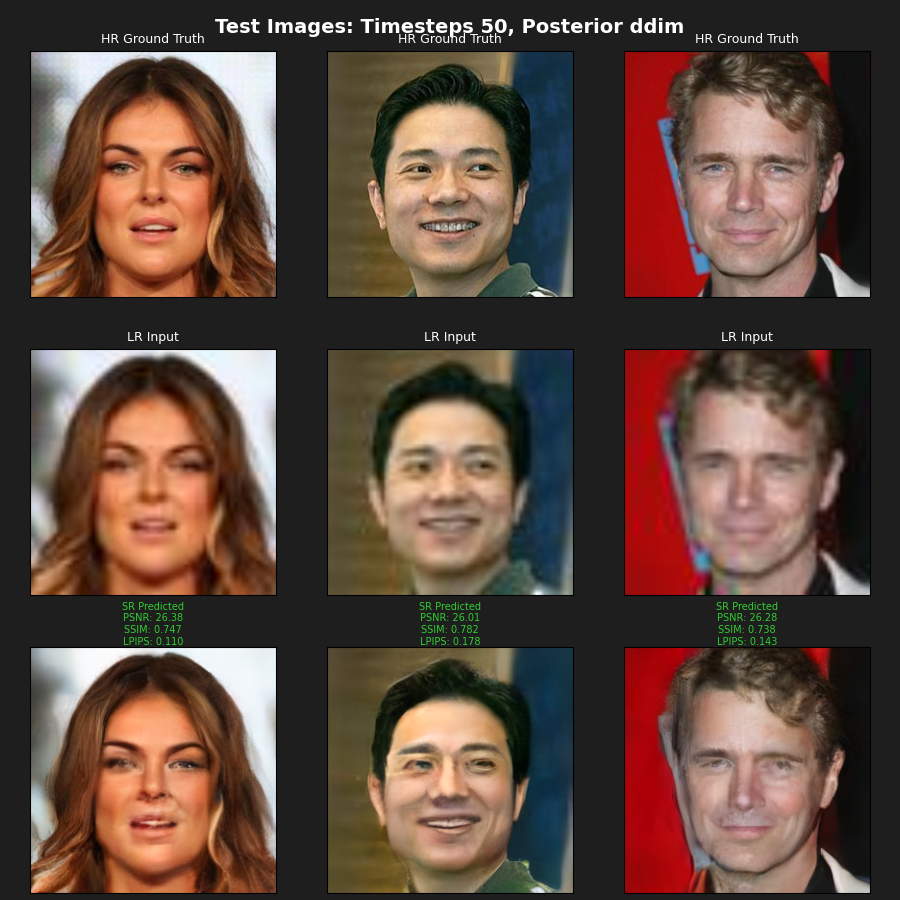 Test Images: Timesteps 50, Posterior ddim
HR Ground Truth
HR Ground Truth
HR Ground Truth
LR Input
LR Input
LR Input
SR Predicted
PSNR: 26.38
SSIM: 0.747
LPIPS: 0.110
SR Predicted
PSNR: 26.01
SSIM: 0.782
LPIPS: 0.178
SR Predicted
PSNR: 26.28
SSIM: 0.738
LPIPS: 0.143